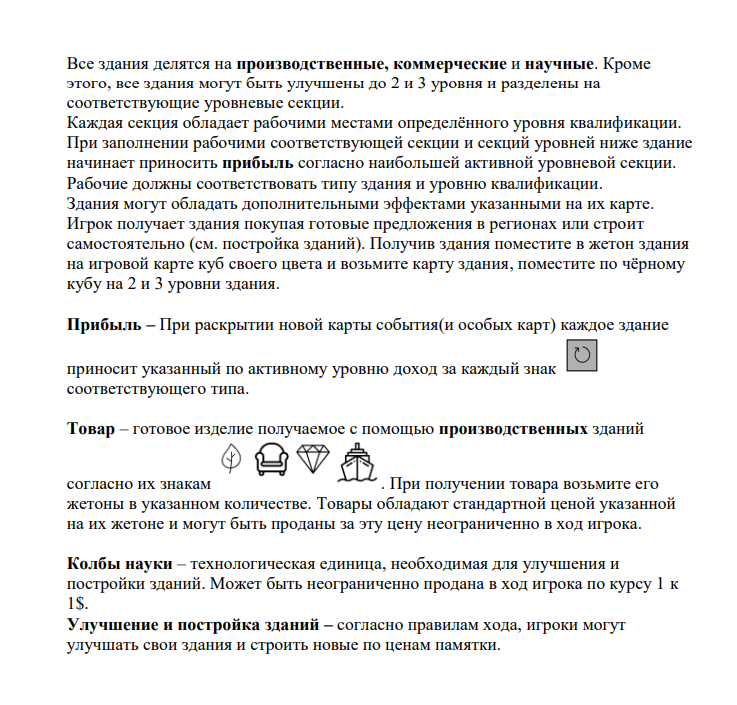 Все здания делятся на производственные, коммерческие и научные. Кроме
этого, все здания могут быть улучшены до 2 и 3 уровня и разделены на
соответствующие уровневые секции.
Каждая секция обладает рабочими местами определённого уровня квалификации.
При заполнении рабочими соответствующей секции и секций уровней ниже здание
начинает приносить прибыль согласно наибольшей активной уровневой секции.
Рабочие должны соответствовать типу здания и уровню квалификации.
Здания могут обладать дополнительными эффектами указанными на их карте.
Игрок получает здания покупая готовые предложения в регионах или строит
самостоятельно (см. постройка зданий). Получив здания поместите в жетон здания
на игровой карте куб своего цвета и возьмите карту здания, поместите по чёрному
кубу на 2 и 3 уровни здания.
Прибыль – При раскрытии новой карты события(и особых карт) каждое здание
приносит указанный по активному уровню доход за каждый знак
соответствующего типа.
Товар – готовое изделие получаемое с помощью производственных зданий
согласно их знакам . При получении товара возьмите его
жетоны в указанном количестве. Товары обладают стандартной ценой указанной
на их жетоне и могут быть проданы за эту цену неограниченно в ход игрока.
Колбы науки – технологическая единица, необходимая для улучшения и
постройки зданий. Может быть неограниченно продана в ход игрока по курсу 1 к
1$.
Улучшение и постройка зданий – согласно правилам хода, игроки могут
улучшать свои здания и строить новые по ценам памятки.